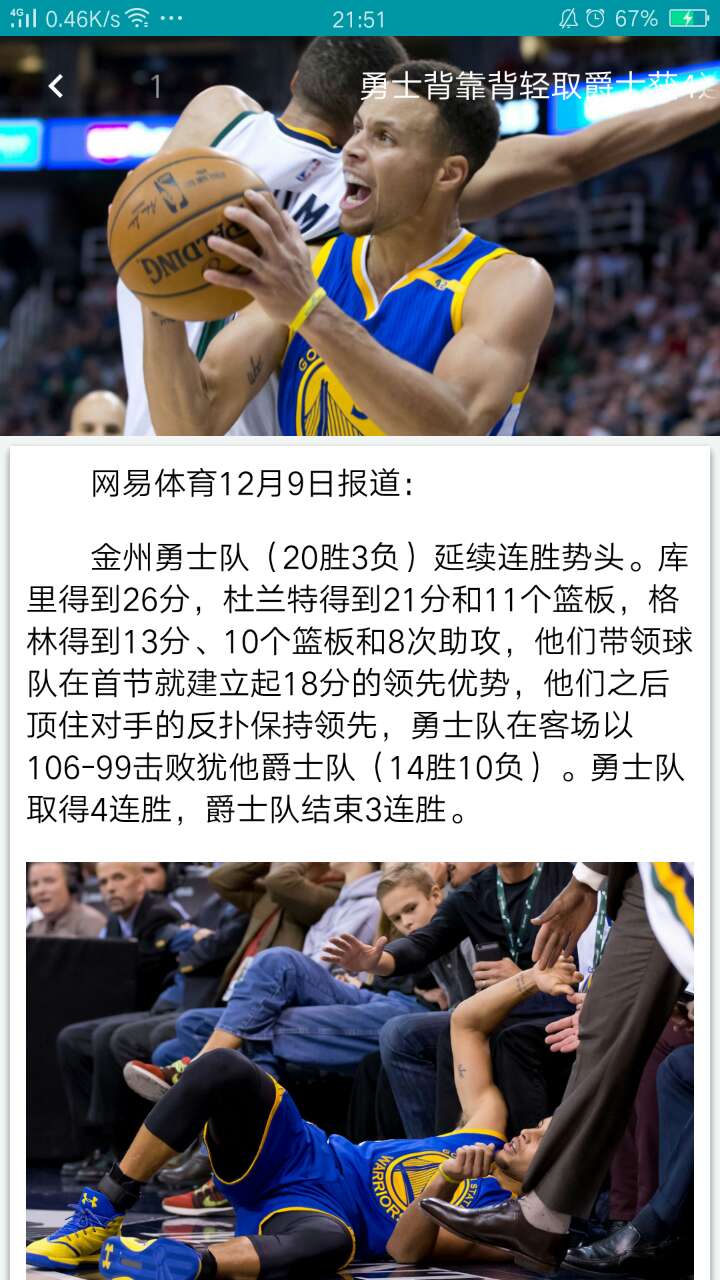 4G 0.46K/s ... 21:51 67%
1 勇士背靠背轻取爵士获4
SPALDING
GO
网易体育12月9日报道：
金州勇士队（20胜3负）延续连胜势头。库
里得到26分，杜兰特得到21分和11个篮板，格
林得到13分、10个篮板和8次助攻，他们带领球
队在首节就建立起18分的领先优势，他们之后
顶住对手的反扑保持领先，勇士队在客场以
106-99击败犹他爵士队（14胜10负）。勇士队
取得4连胜，爵士队结束3连胜。
WARRIORS